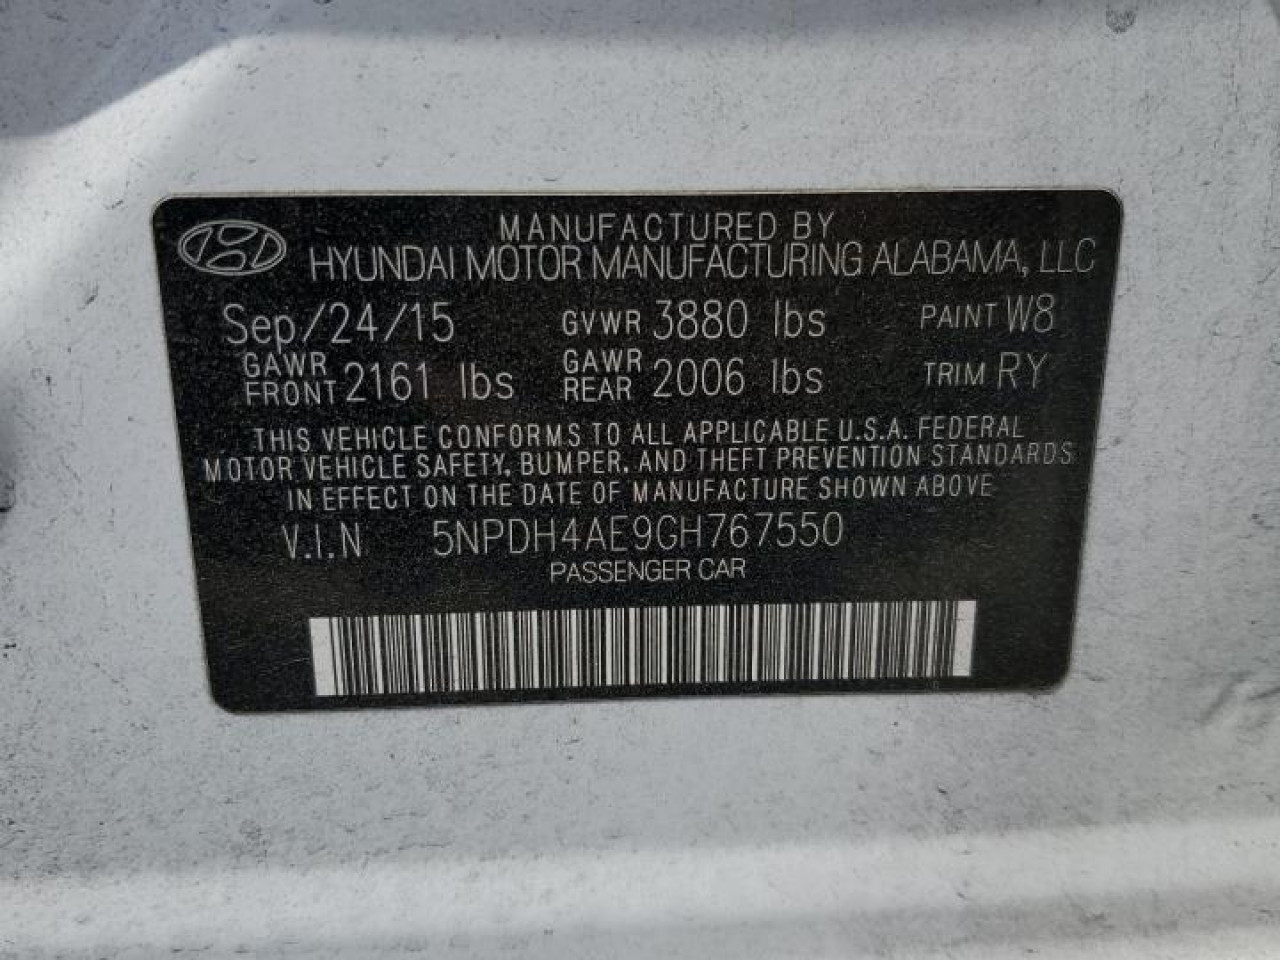 MANUFACTURED BY
HYUNDAI MOTOR MANUFACTURING ALABAMA, LLC
Sep/24/15 GVWR 3880 lbs PAINT W8
GAWR FRONT 2161 lbs GAWR REAR 2006 lbs TRIM RY
THIS VEHICLE CONFORMS TO ALL APPLICABLE U.S.A. FEDERAL
MOTOR VEHICLE SAFETY, BUMPER, AND THEFT PREVENTION STANDARDS
IN EFFECT ON THE DATE OF MANUFACTURE SHOWN ABOVE
V.I.N 5NPDH4AE9GH767550
PASSENGER CAR